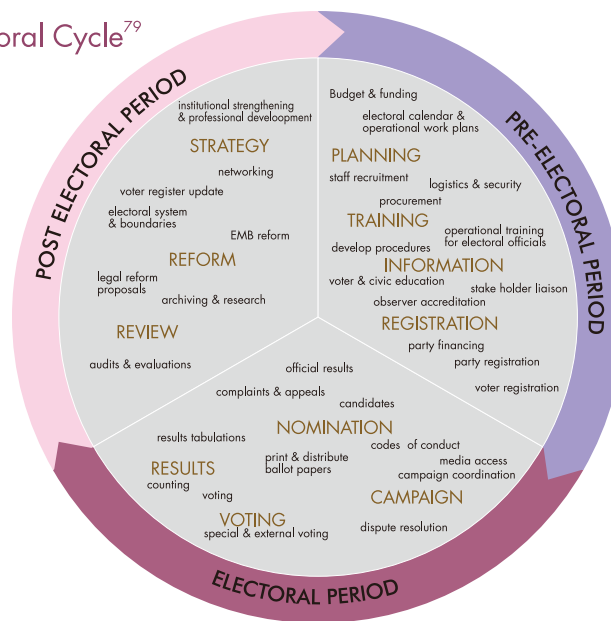 oral Cycle79
POST ELECTORAL PERIOD
institutional strengthening
& professional develoopment
STRATEGY
networking
voter register update
electoral system
& boundaries
EMB reform
REFORM
legal reform
proposals
archiving & research
REVIEW
audits & evaluations
PRE-ELECTORAL PERIOD
Budget & funding
electoral calendar &
operational work plans
PLANNING
staff recruitment
logistics & security
procurement
TRAINING
operational training
for electoral officials
develop procedures
INFORMATION
voter & civic education
stake holder liaison
observer accreditation
REGISTRATION
party financing
party registration
voter registration
official results
complaints & appeals
candidates
NOMINATION
results tabulations
codes of conduct
print & distribute
ballot papers
media access
campaign coordination
RESULTS
counting
voting
CAMPAIGN
VOTING
special & external voting
dispute resolution
ELECTORAL PERIOD